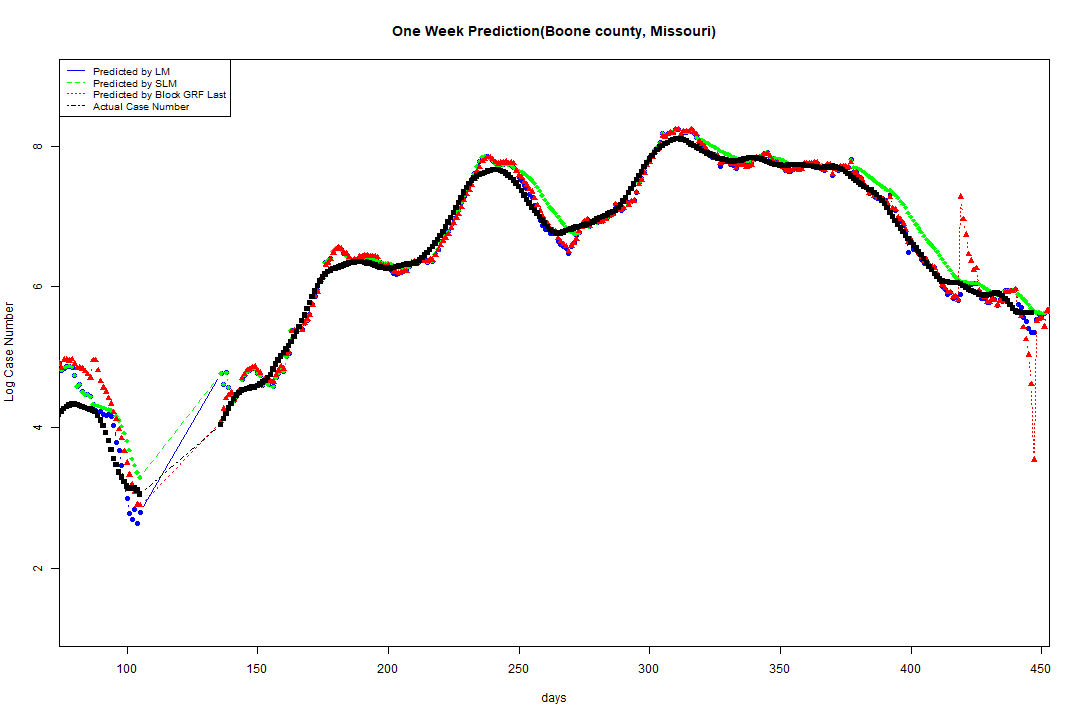 One Week Prediction(Boone county, Missouri)
Predicted by LM
Predicted by SLM
Predicted by Block GRF Last
Actual Case Number
Log Case Number
8
6
4
2
100 150 200 250 300 350 400 450
days